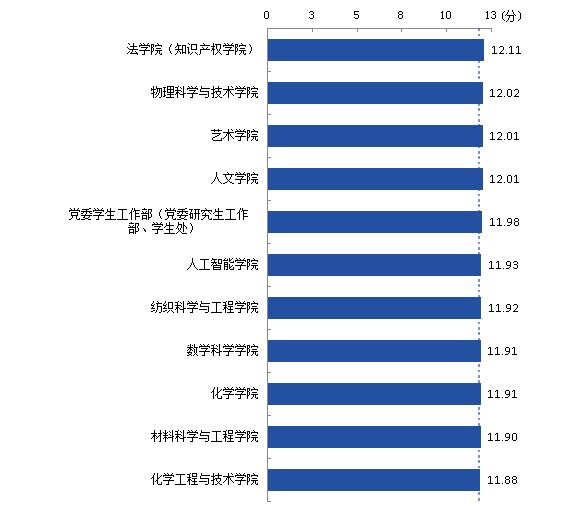 0 3 5 8 10 13 (分)
法学院（知识产权学院） 12.11
物理科学与技术学院 12.02
艺术学院 12.01
人文学院 12.01
党委学生工作部（党委研究生工作
部、学生处） 11.98
人工智能学院 11.93
纺织科学与工程学院 11.92
数学科学学院 11.91
化学学院 11.91
材料科学与工程学院 11.90
化学工程与技术学院 11.88